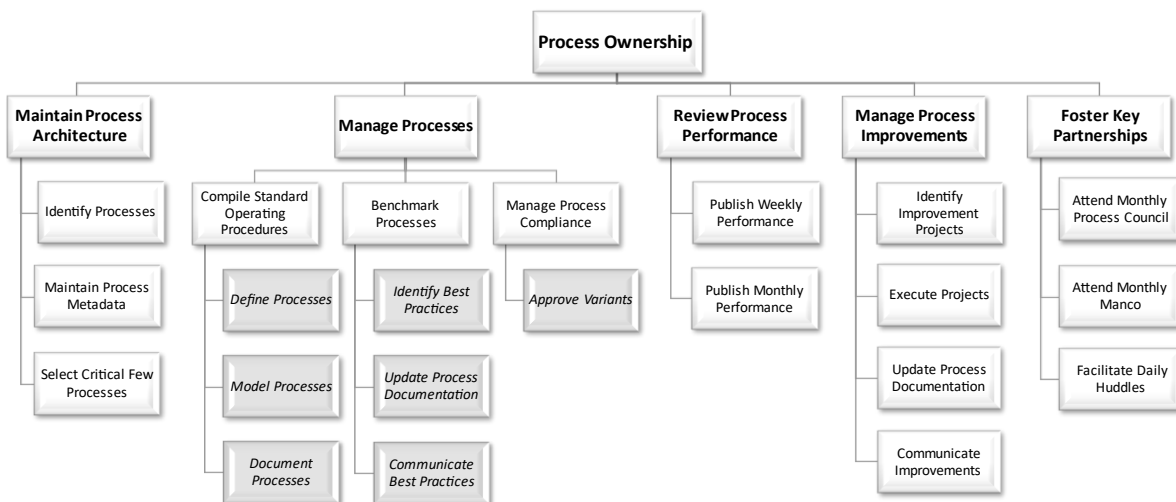 Process Ownership
Maintain Process
Architecture
Manage Processes
Review Process
Performance
Manage Process
Improvements
Foster Key
Partnerships
Identify Processes
Maintain Process
Metadata
Select Critical Few
Processes
Compile Standard
Operating
Procedures
Define Processes
Model Processes
Document
Processes
Benchmark
Processes
Identify Best
Practices
Update Process
Documentation
Communicate
Best Practices
Manage Process
Compliance
Approve Variants
Publish Weekly
Performance
Publish Monthly
Performance
Identify
Improvement
Projects
Execute Projects
Update Process
Documentation
Communicate
Improvements
Attend Monthly
Process Council
Attend Monthly
Manco
Facilitate Daily
Huddles